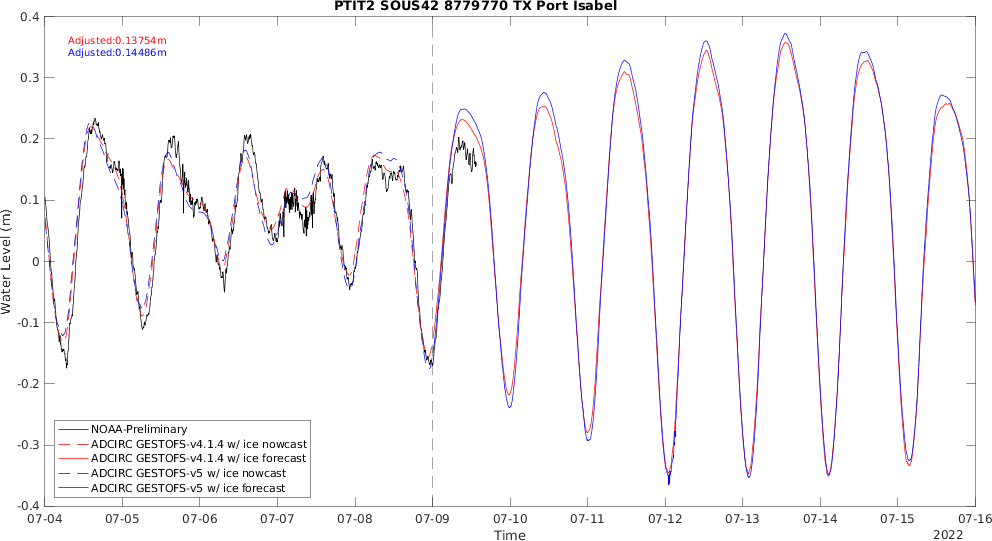 PTIT2 SOUS42 8779770 TX Port Isabel
Adjusted:0.13754m
Adjusted:0.14486m
0.4
0.3
0.2
0.1
0
-0.1
-0.2
-0.3
-0.4
Water Level (m)
NOAA-Preliminary
ADCIRC GESTOFS-v4.1.4 w/ ice nowcast
ADCIRC GESTOFS-v4.1.4 w/ ice forecast
ADCIRC GESTOFS-v5 w/ ice nowcast
ADCIRC GESTOFS-v5 w/ ice forecast
07-04 07-05 07-06 07-07 07-08 07-09 07-10 07-11 07-12 07-13 07-14 07-15 07-16
Time
2022